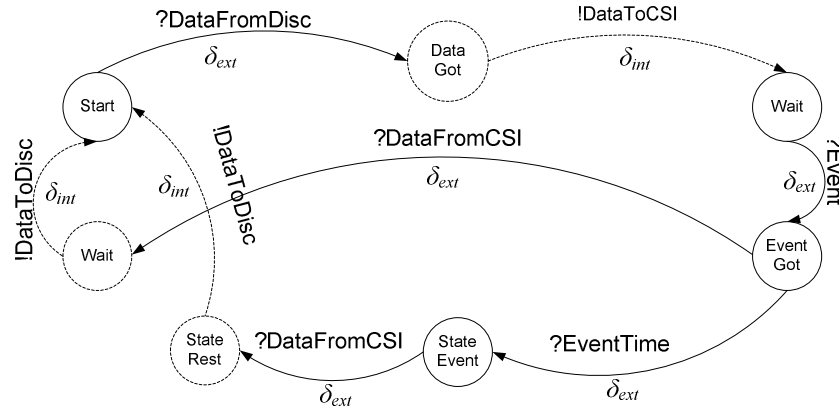 ?DataFromDisc
δext
Data
Got
!DataToCSI
δint
Start
Wait
!DataToDisc
δint
!DataToDisc
δint
?DataFromCSI
δext
?Event
δext
Wait
Event
Got
State
Rest
?DataFromCSI
δext
State
Event
?EventTime
δext